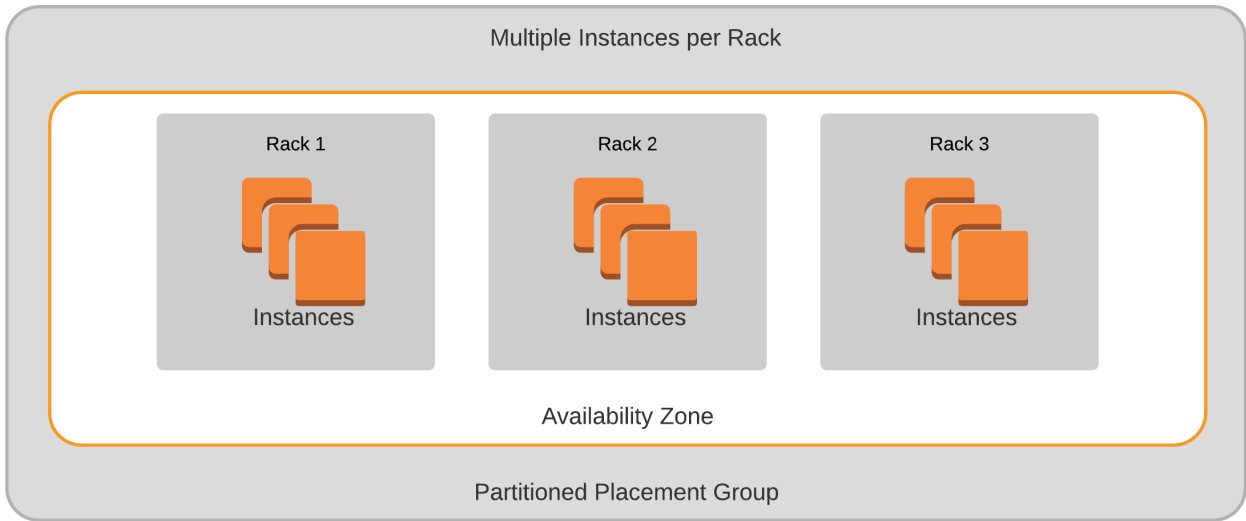 Multiple Instances per Rack
Rack 1
Rack 2
Rack 3
Instances
Instances
Instances
Availability Zone
Partitioned Placement Group